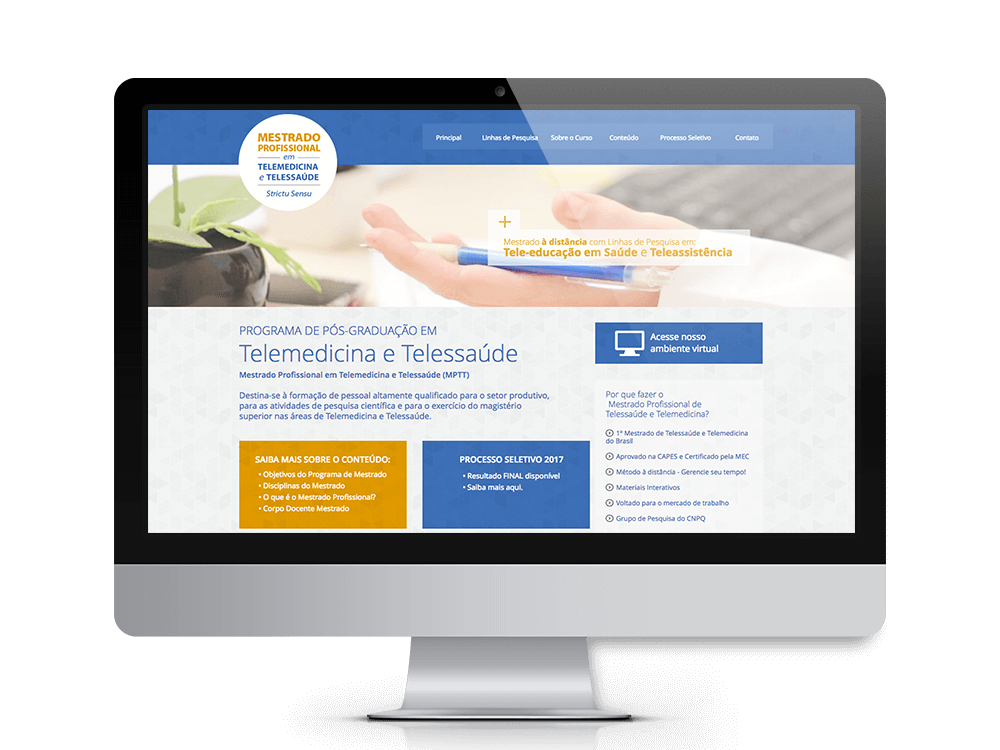 MESTRADO
PROFISSIONAL
em
TELEMEDICINA
e TELESSAÚDE
Strictu Sensu
Principal
Linhas de Pesquisa
Sobre o Curso
Conteúdo
Processo Seletivo
Contato
+
Mestrado à distância com Linhas de Pesquisa em:
Tele-educação em Saúde e Teleassistência
PROGRAMA DE PÓS-GRADUAÇÃO EM
Telemedicina e Telessaúde
Mestrado Profissional em Telemedicina e Telessaúde (MPTT)
Destina-se à formação de pessoal altamente qualificado para o setor produtivo,
para as atividades de pesquisa científica e para o exercício do magistério
superior nas áreas de Telemedicina e Telessaúde.
SAIBA MAIS SOBRE O CONTEÚDO:
• Objetivos do Programa de Mestrado
• Disciplinas do Mestrado
• O que é o Mestrado Profissional?
• Corpo Docente Mestrado
PROCESSO SELETIVO 2017
• Resultado FINAL disponível
• Saiba mais aqui.
Acesse nosso
ambiente virtual
Por que fazer o
Mestrado Profissional de
Telessaúde e Telemedicina?
1º Mestrado de Telessaúde e Telemedicina
do Brasil
Aprovado na CAPES e Certificado pela MEC
Método à distância - Gerencie seu tempo!
Materiais Interativos
Voltado para o mercado de trabalho
Grupo de Pesquisa do CNPQ